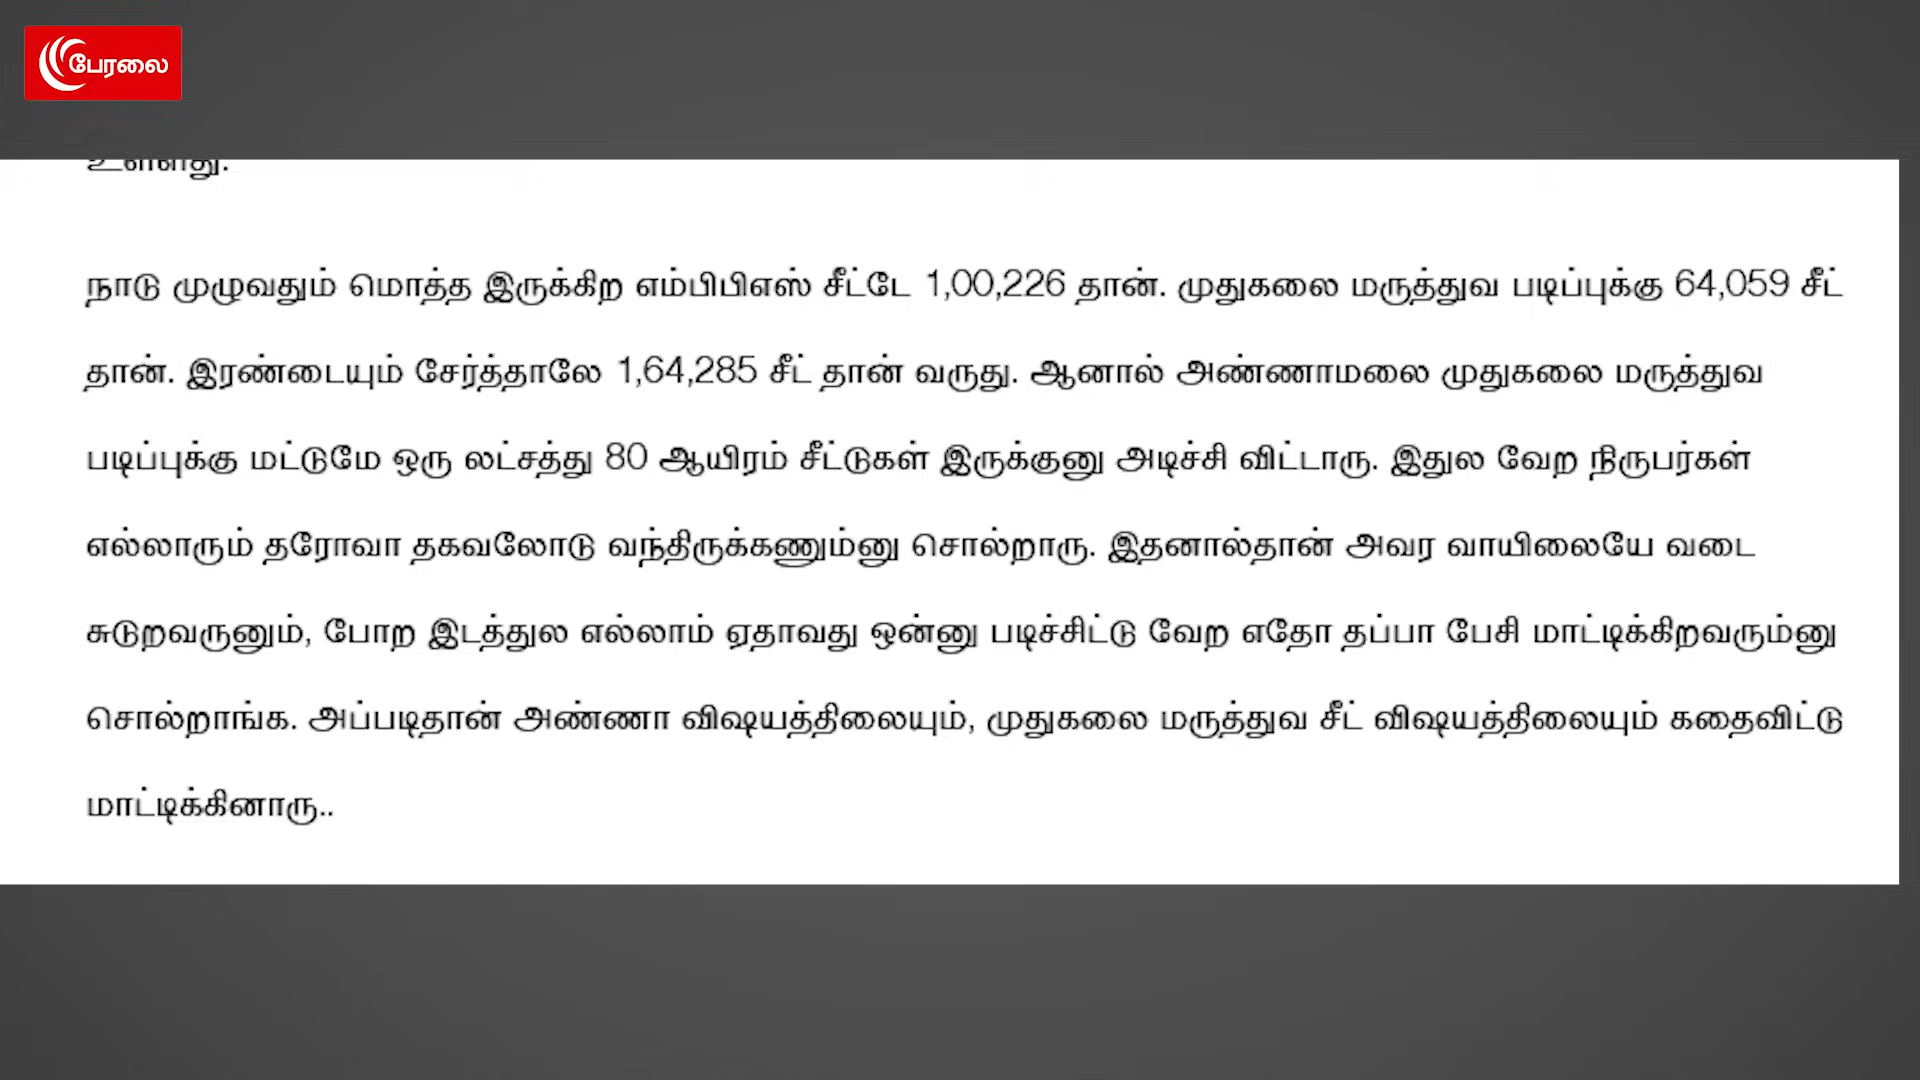 பேரலை
உள்ளது.
நாடு முழுவதும் மொத்த இருக்கிற எம்பிபிஎஸ் சீட்டே 1,00,226 தான். முதுகலை மருத்துவ படிப்புக்கு 64,059 சீட்
தான். இரண்டையும் சேர்த்தாலே 1,64,285 சீட் தான் வருது. ஆனால் அண்ணாமலை முதுகலை மருத்துவ
படிப்புக்கு மட்டுமே ஒரு லட்சத்து 80 ஆயிரம் சீட்டுகள் இருக்குனு அடிச்சி விட்டாரு. இதுல வேற நிருபர்கள்
எல்லாரும் தரோவா தகவலோடு வந்திருக்கணும்னு சொல்றாரு. இதனால்தான் அவர வாயிலையே வடை
சுடுறவருனும், போற இடத்துல எல்லாம் ஏதாவது ஒன்னு படிச்சிட்டு வேற எதோ தப்பா பேசி மாட்டிக்கிறவரும்னு
சொல்றாங்க. அப்படிதான் அண்ணா விஷயத்திலையும், முதுகலை மருத்துவ சீட் விஷயத்திலையும் கதைவிட்டு
மாட்டிக்கினாரு..